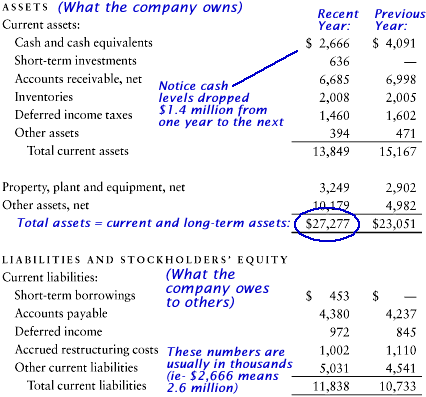 ASSETS (What the company owns) Recent Year: Previous Year:
Current assets:
Cash and cash equivalents $ 2,666 $ 4,091
Short-term investments 636 —
Accounts receivable, net 6,685 6,998
Notice cash levels dropped $1.4 million from one year to the next
Inventories 2,008 2,005
Deferred income taxes 1,460 1,602
Other assets 394 471
Total current assets 13,849 15,167
Property, plant and equipment, net 3,249 2,902
Other assets, net 10,179 4,982
Total assets = current and long-term assets: $27,277 $23,051
LIABILITIES AND STOCKHOLDERS' EQUITY
Current liabilities:
(What the company owes to others)
Short-term borrowings $ 453 $ —
Accounts payable 4,380 4,237
Deferred income 972 845
Accrued restructuring costs 1,002 1,110
These numbers are usually in thousands (ie- $2,666 means 2.6 million)
Other current liabilities 5,031 4,541
Total current liabilities 11,838 10,733